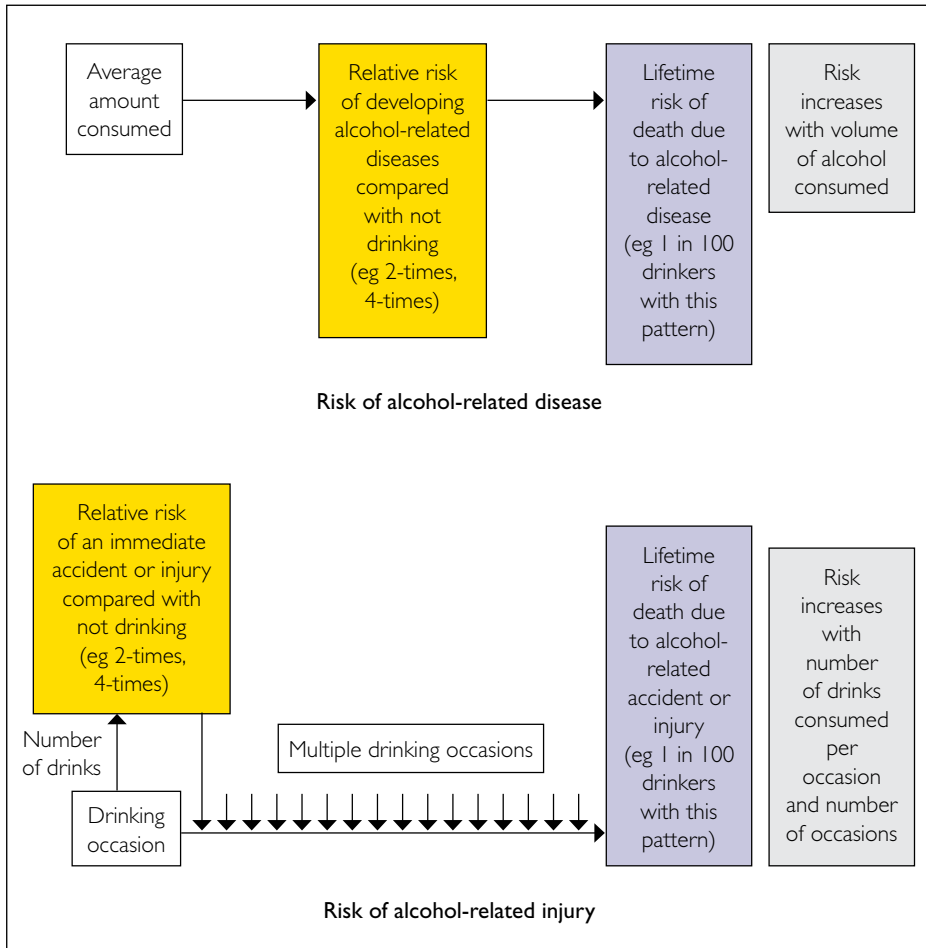 Average
amount
consumed
Relative risk
of developing
alcohol-related
diseases
compared
with not
drinking
(eg 2-times,
4-times)
Lifetime
risk of
death due
to alcohol-
related
disease
(eg 1 in 100
drinkers
with this
pattern)
Risk
increases
with volume
of alcohol
consumed
Risk of alcohol-related disease
Relative risk
of an immediate
accident or injury
compared with
not drinking
(eg 2-times,
4-times)
Number
of drinks
Drinking
occasion
Multiple drinking occasions
Lifetime
risk of
death due
to alcohol-
related
accident or
injury
(eg 1 in 100
drinkers
with this
pattern)
Risk
increases
with
number
of drinks
consumed
per
occasion
and number
of occasions
Risk of alcohol-related injury